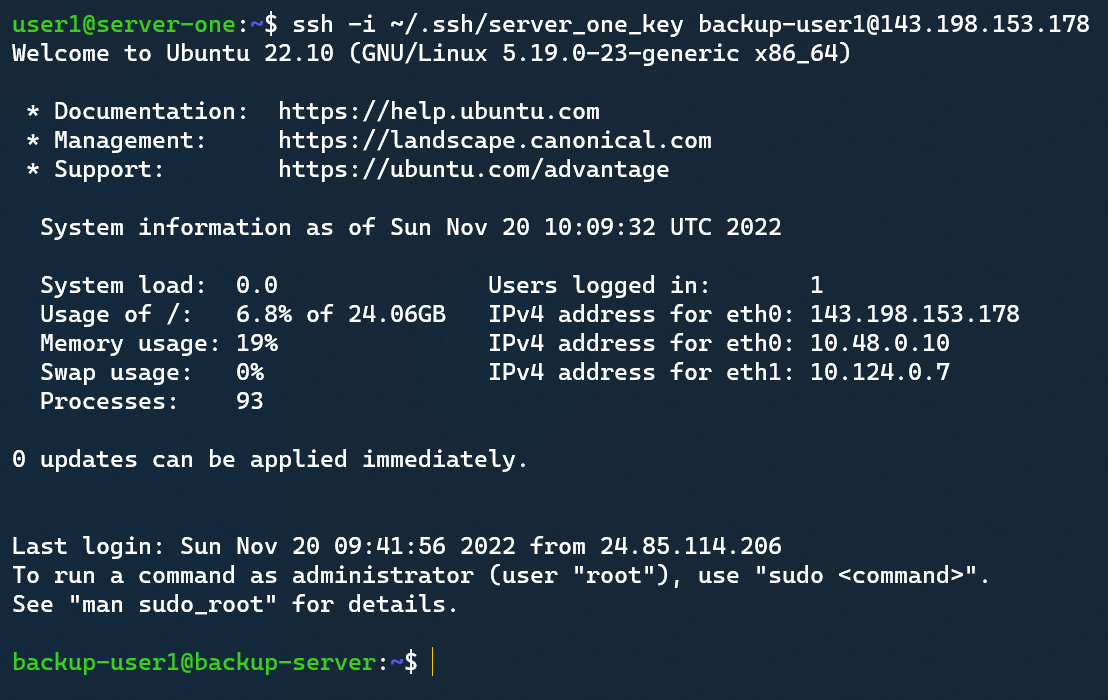 user1@server-one:~$ ssh -i ~/.ssh/server_one_key backup-user1@143.198.153.178
Welcome to Ubuntu 22.10 (GNU/Linux 5.19.0-23-generic x86_64)

 * Documentation:  https://help.ubuntu.com
 * Management:     https://landscape.canonical.com
 * Support:        https://ubuntu.com/advantage

  System information as of Sun Nov 20 10:09:32 UTC 2022

  System load:  0.0               Users logged in:       1
  Usage of /:   6.8% of 24.06GB   IPv4 address for eth0: 143.198.153.178
  Memory usage: 19%               IPv4 address for eth0: 10.48.0.10
  Swap usage:   0%                IPv4 address for eth1: 10.124.0.7
  Processes:    93

0 updates can be applied immediately.


Last login: Sun Nov 20 09:41:56 2022 from 24.85.114.206
To run a command as administrator (user "root"), use "sudo <command>".
See "man sudo_root" for details.

backup-user1@backup-server:~$